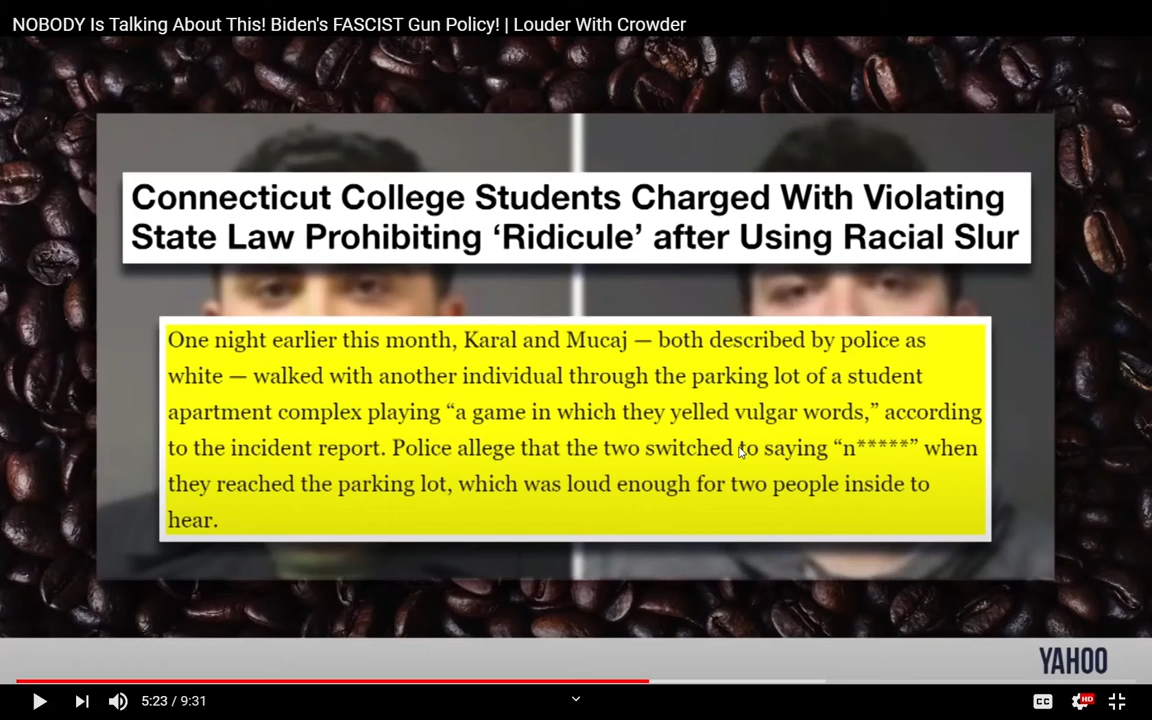 NOBODY Is Talking About This! Biden's FASCIST Gun Policy! | Louder With Crowder
Connecticut College Students Charged With Violating
State Law Prohibiting ‘Ridicule’ after Using Racial Slur
One night earlier this month, Karal and Mucaj — both described by police as
white — walked with another individual through the parking lot of a student
apartment complex playing “a game in which they yelled vulgar words,” according
to the incident report. Police allege that the two switched to saying “n*****” when
they reached the parking lot, which was loud enough for two people inside to
hear.
YAHOO
5:23 / 9:31
CC
HD